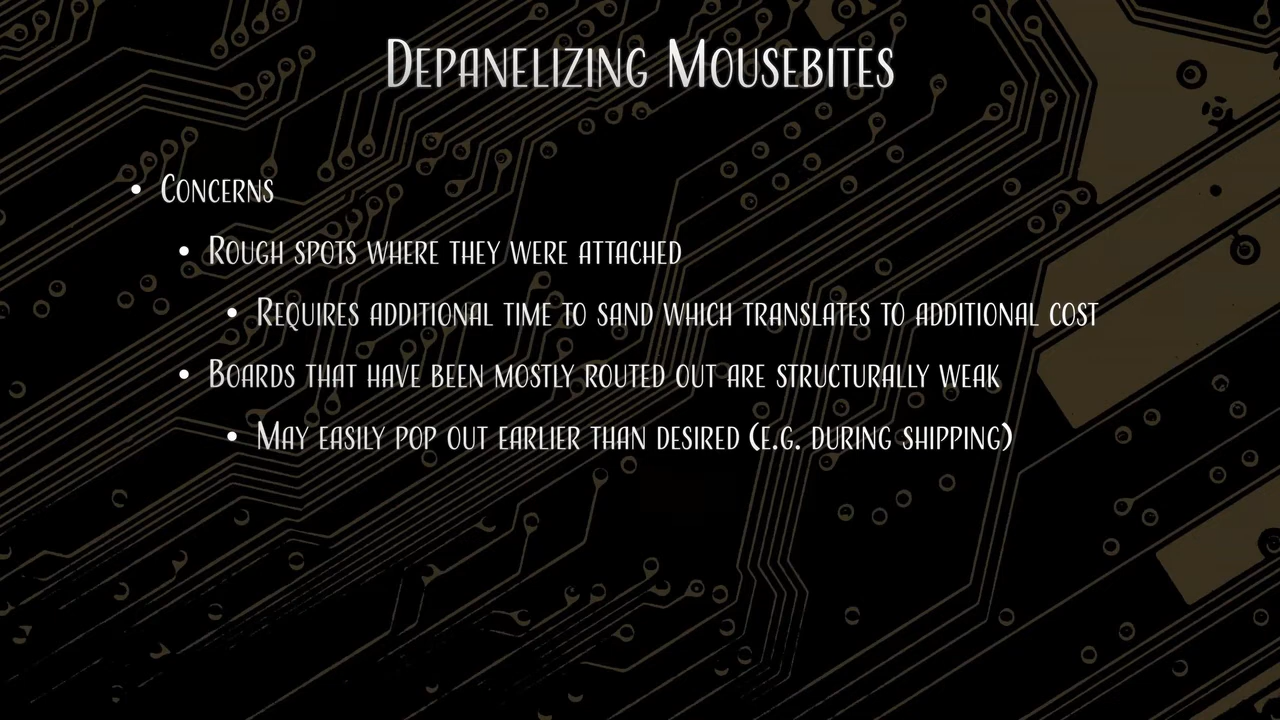 Depanelizing Mousebites
• Concerns
• Rough spots where they were attached
• Requires additional time to sand which translates to additional cost
• Boards that have been mostly routed out are structurally weak
• May easily pop out earlier than desired (e.g. during shipping)